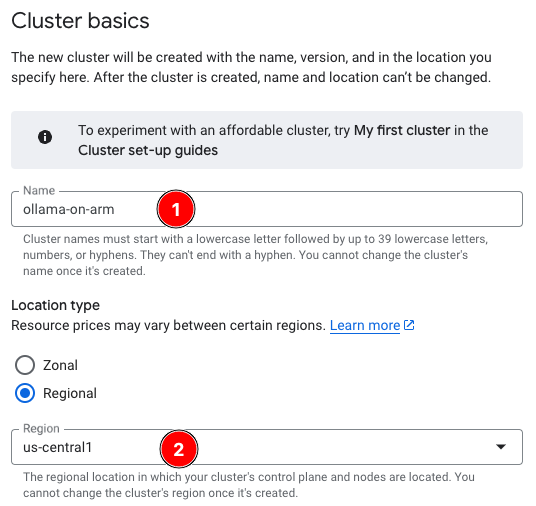 Cluster basics
The new cluster will be created with the name, version, and in the location you
specify here. After the cluster is created, name and location can't be changed.
To experiment with an affordable cluster, try My first cluster in the
Cluster set-up guides
Name
ollama-on-arm
1
Cluster names must start with a lowercase letter followed by up to 39 lowercase letters,
numbers, or hyphens. They can't end with a hyphen. You cannot change the cluster's
name once it's created.
Location type
Resource prices may vary between certain regions. Learn more
Zonal
Regional
Region
us-central1
2
The regional location in which your cluster's control plane and nodes are located. You
cannot change the cluster's region once it's created.